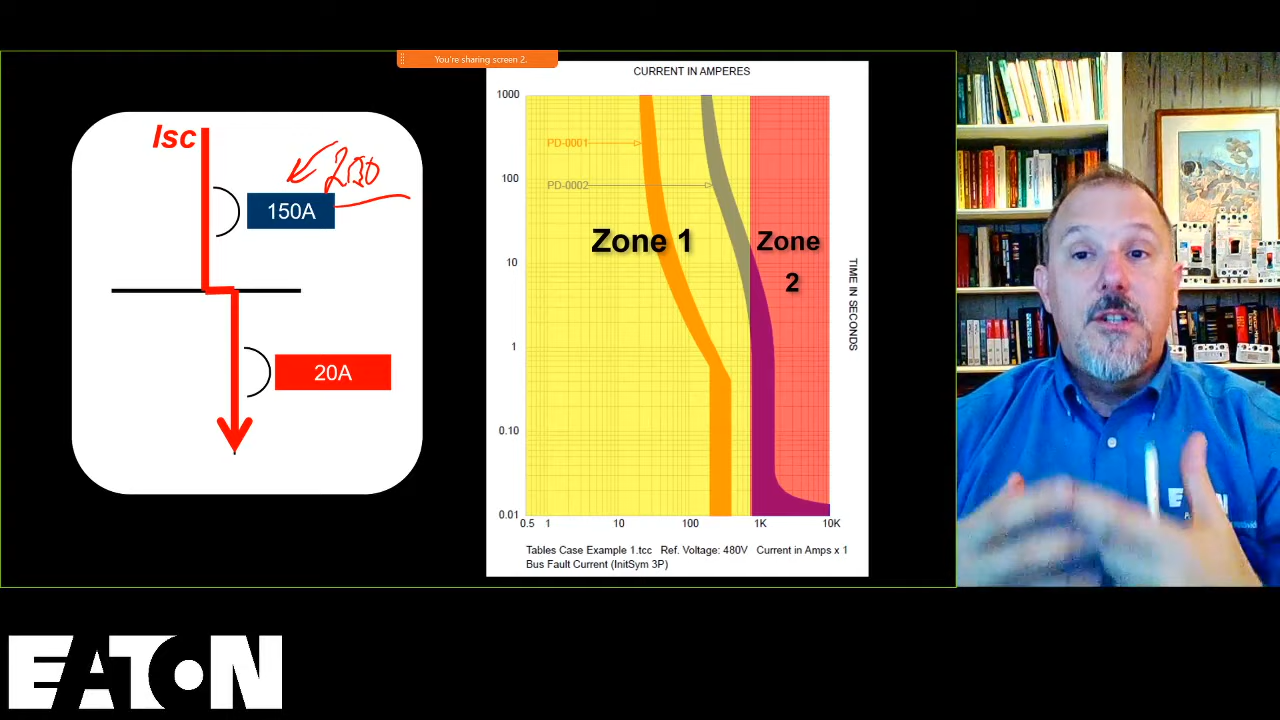 You're sharing screen 2.
Isc
150A
20A
CURRENT IN AMPERES
1000
100
10
1
0.10
0.01
PD-0001
PD-0002
Zone 1
Zone
2
TIME IN SECONDS
0.5 1 10 100 1K 10K
Tables Case Example 1.tcc Ref. Voltage: 480V Current in Amps x 1
Bus Fault Current (InitSym 3P)
EATON
EATON